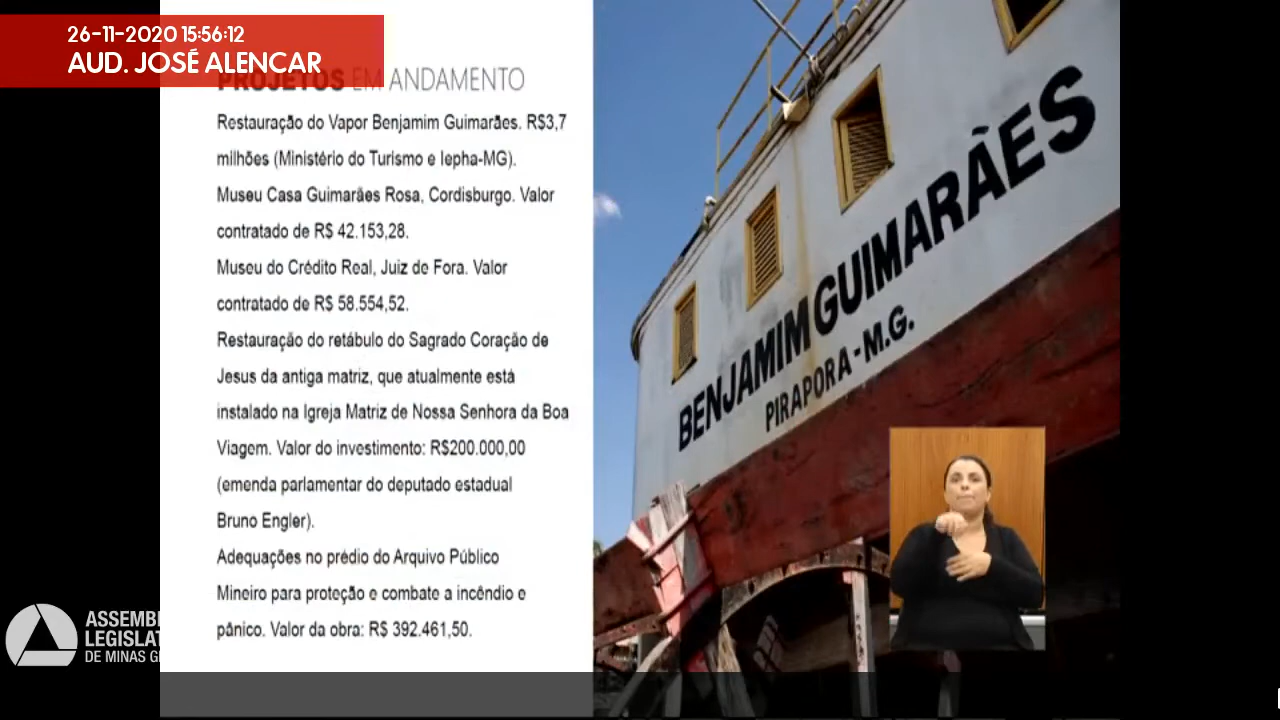 26-11-2020 15:56:12
AUD. JOSÉ ALENCAR
PROJETOS EM ANDAMENTO
Restauração do Vapor Benjamim Guimarães. R$3,7
milhões (Ministério do Turismo e Iepha-MG).
Museu Casa Guimarães Rosa, Cordisburgo. Valor
contratado de R$ 42.153,28.
Museu do Crédito Real, Juiz de Fora. Valor
contratado de R$ 58.554,52.
Restauração do retábulo do Sagrado Coração de
Jesus da antiga matriz, que atualmente está
instalado na Igreja Matriz de Nossa Senhora da Boa
Viagem. Valor do investimento: R$200.000,00
(emenda parlamentar do deputado estadual
Bruno Engler).
Adequações no prédio do Arquivo Público
Mineiro para proteção e combate a incêndio e
pânico. Valor da obra: R$ 392.461,50.
BENJAMIM GUIMARÃES
PIRAPORA - M.G.
ASSEMB
LEGISLAT
DE MINAS G